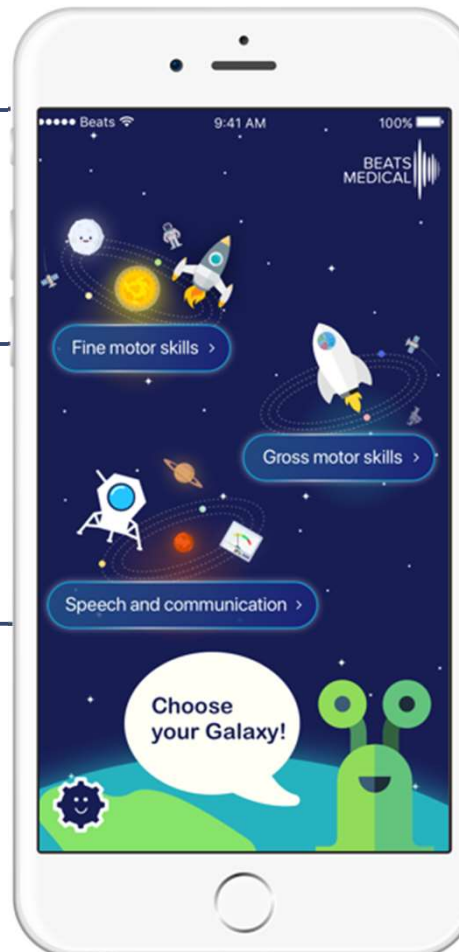 Beats 9:41 AM 100%
BEATS
MEDICAL
Fine motor skills >
Gross motor skills >
Speech and communication >
Choose
your Galaxy!